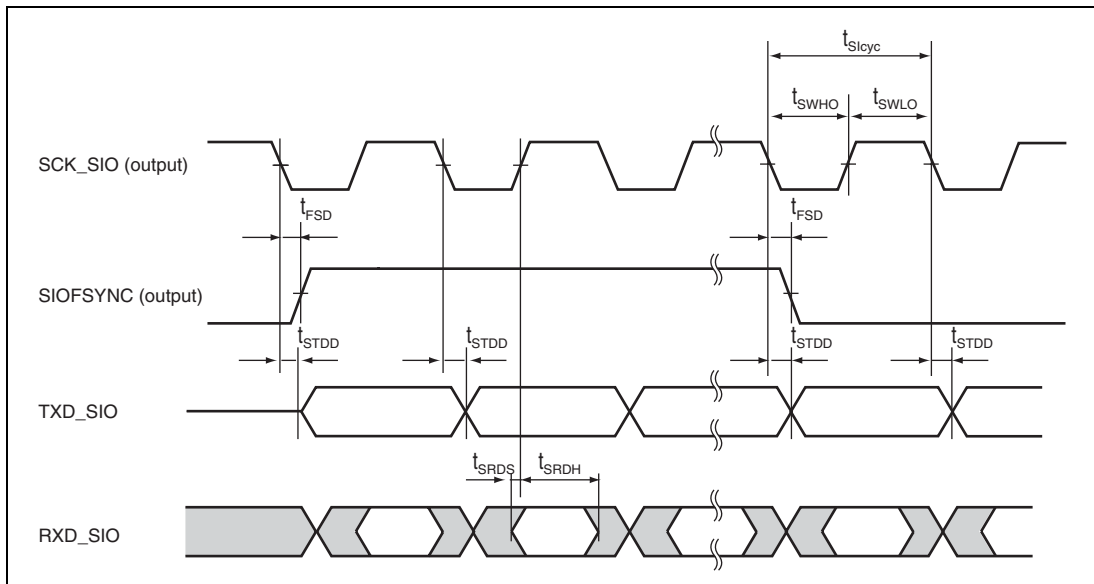 tSIcyc
tSWHO tSWLO
SCK_SIO (output)
tFSD tFSD
SIOFSYNC (output)
tSTDD tSTDD tSTDD tSTDD
TXD_SIO
tSRDS tSRDH
RXD_SIO